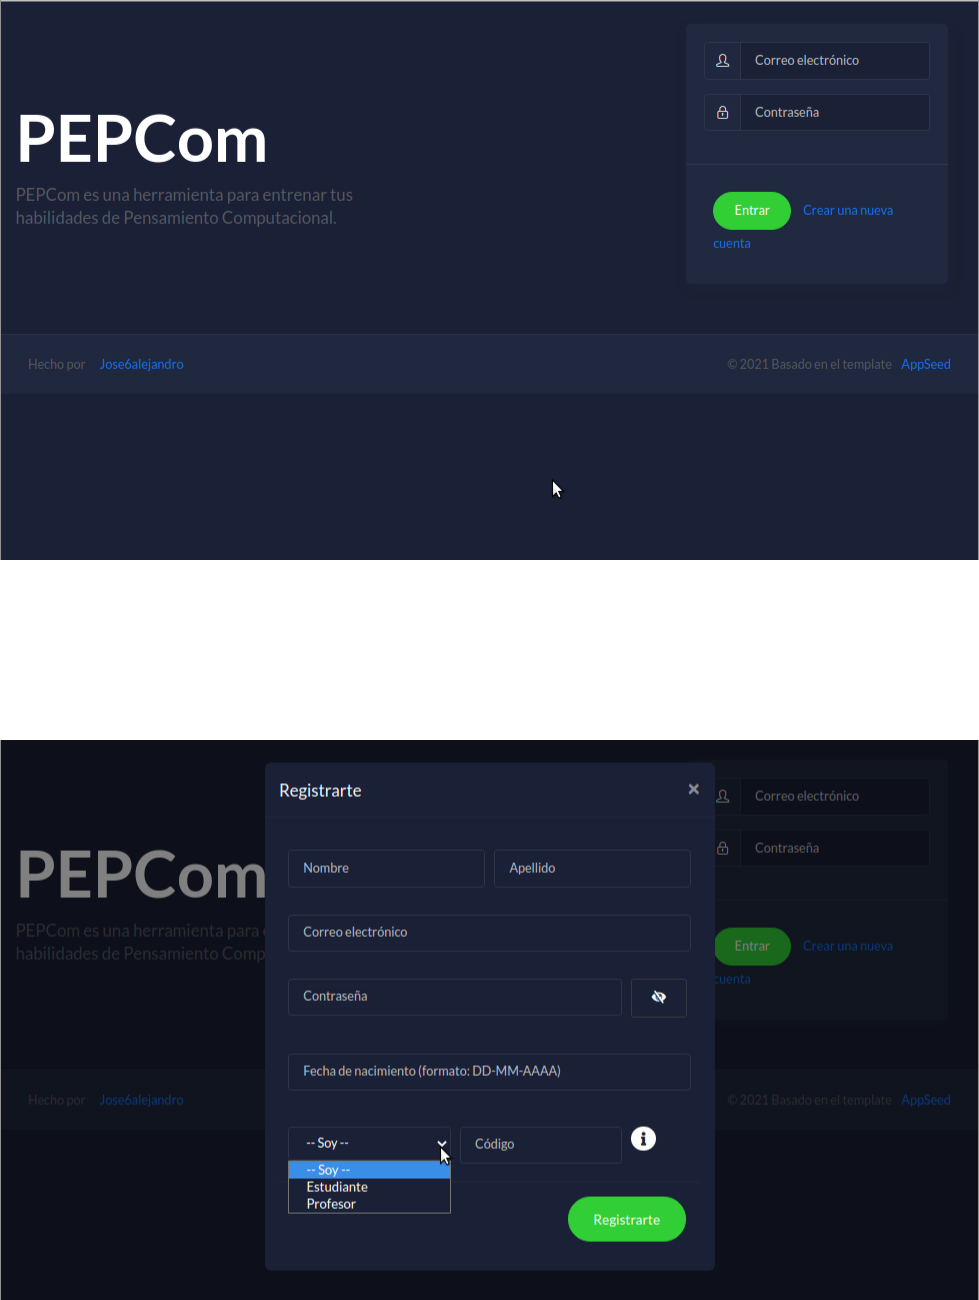 Correo electrónico
Contraseña
PEPCom
PEPCom es una herramienta para entrenar tus
habilidades de Pensamiento Computacional.
Entrar Crear una nueva
cuenta
Hecho por Jose6alejandro
© 2021 Basado en el template AppSeed
Registrarte ×
Correo electrónico
Contraseña
PEPCom
PEPCom es una herramienta para
habilidades de Pensamiento Comp
Entrar Crear una nueva
cuenta
Hecho por Jose6alejandro
© 2021 Basado en el template AppSeed
Nombre
Apellido
Correo electrónico
Contraseña
Fecha de nacimiento (formato: DD-MM-AAAA)
-- Soy --
Código
-- Soy --
Estudiante
Profesor
Registrarte